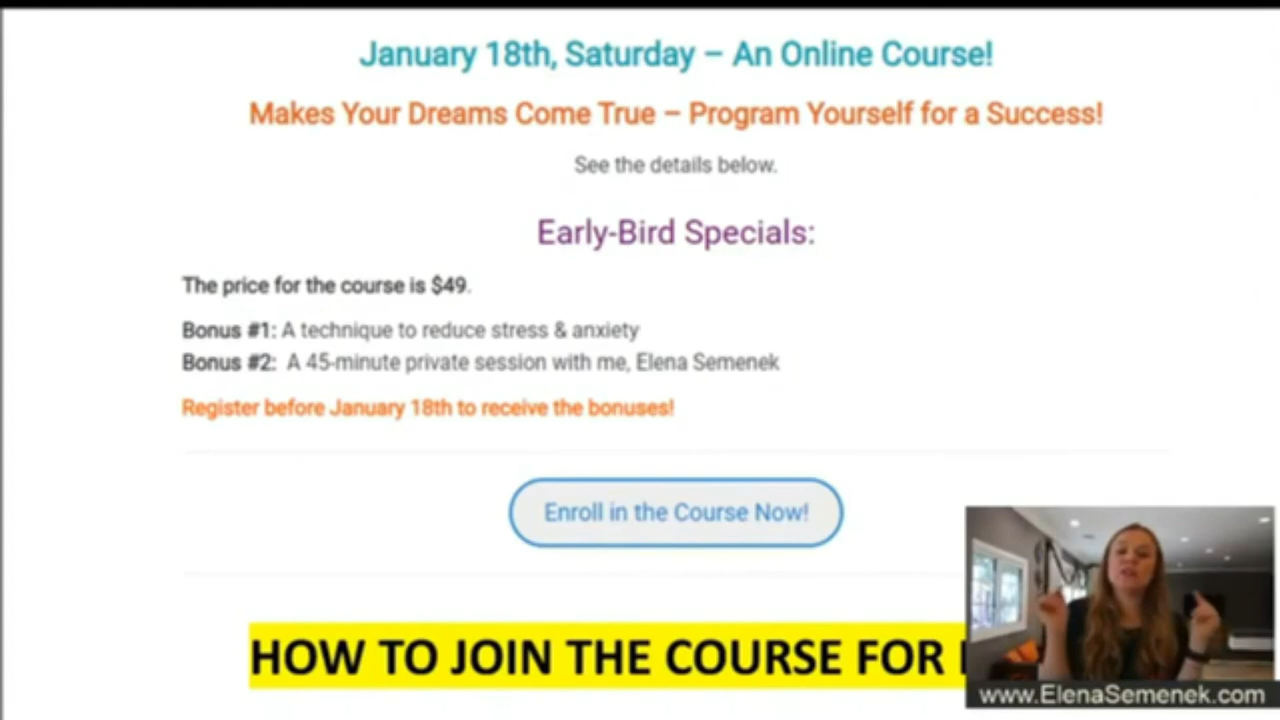 January 18th, Saturday – An Online Course!
Makes Your Dreams Come True – Program Yourself for a Success!
See the details below.
Early-Bird Specials:
The price for the course is $49.
Bonus #1: A technique to reduce stress & anxiety
Bonus #2: A 45-minute private session with me, Elena Semenek
Register before January 18th to receive the bonuses!
Enroll in the Course Now!
HOW TO JOIN THE COURSE FOR
www.ElenaSemenek.com